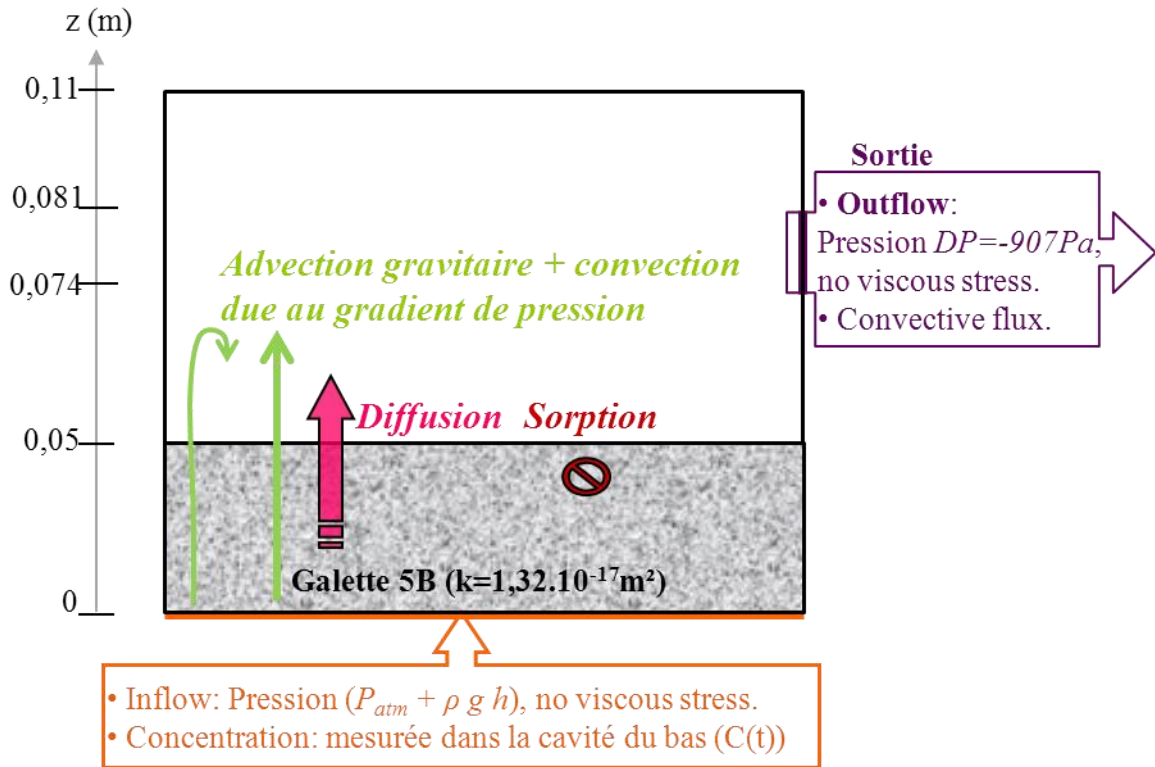 z (m)
0,11
0,081
0,074
0,05
0
Advection gravitaire + convection
due au gradient de pression
Diffusion
Sorption
Galette 5B (k=1,32.10⁻¹⁷m²)
Sortie
• Outflow:
Pression DP=-907Pa,
no viscous stress.
• Convective flux.
• Inflow: Pression (Pₐₜₘ + ρ g h), no viscous stress.
• Concentration: mesurée dans la cavité du bas (C(t))